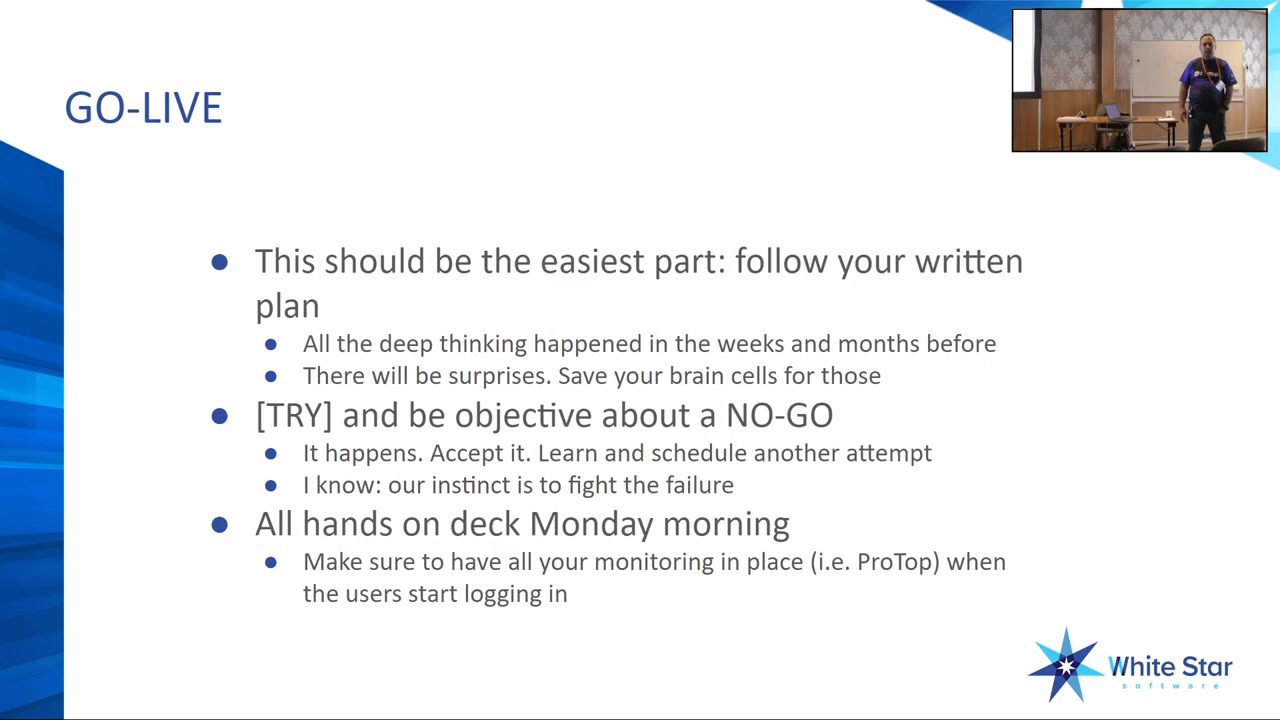 GO-LIVE
● This should be the easiest part: follow your written
plan
● All the deep thinking happened in the weeks and months before
● There will be surprises. Save your brain cells for those
● [TRY] and be objective about a NO-GO
● It happens. Accept it. Learn and schedule another attempt
● I know: our instinct is to fight the failure
● All hands on deck Monday morning
● Make sure to have all your monitoring in place (i.e. ProTop) when
the users start logging in
White Star
software